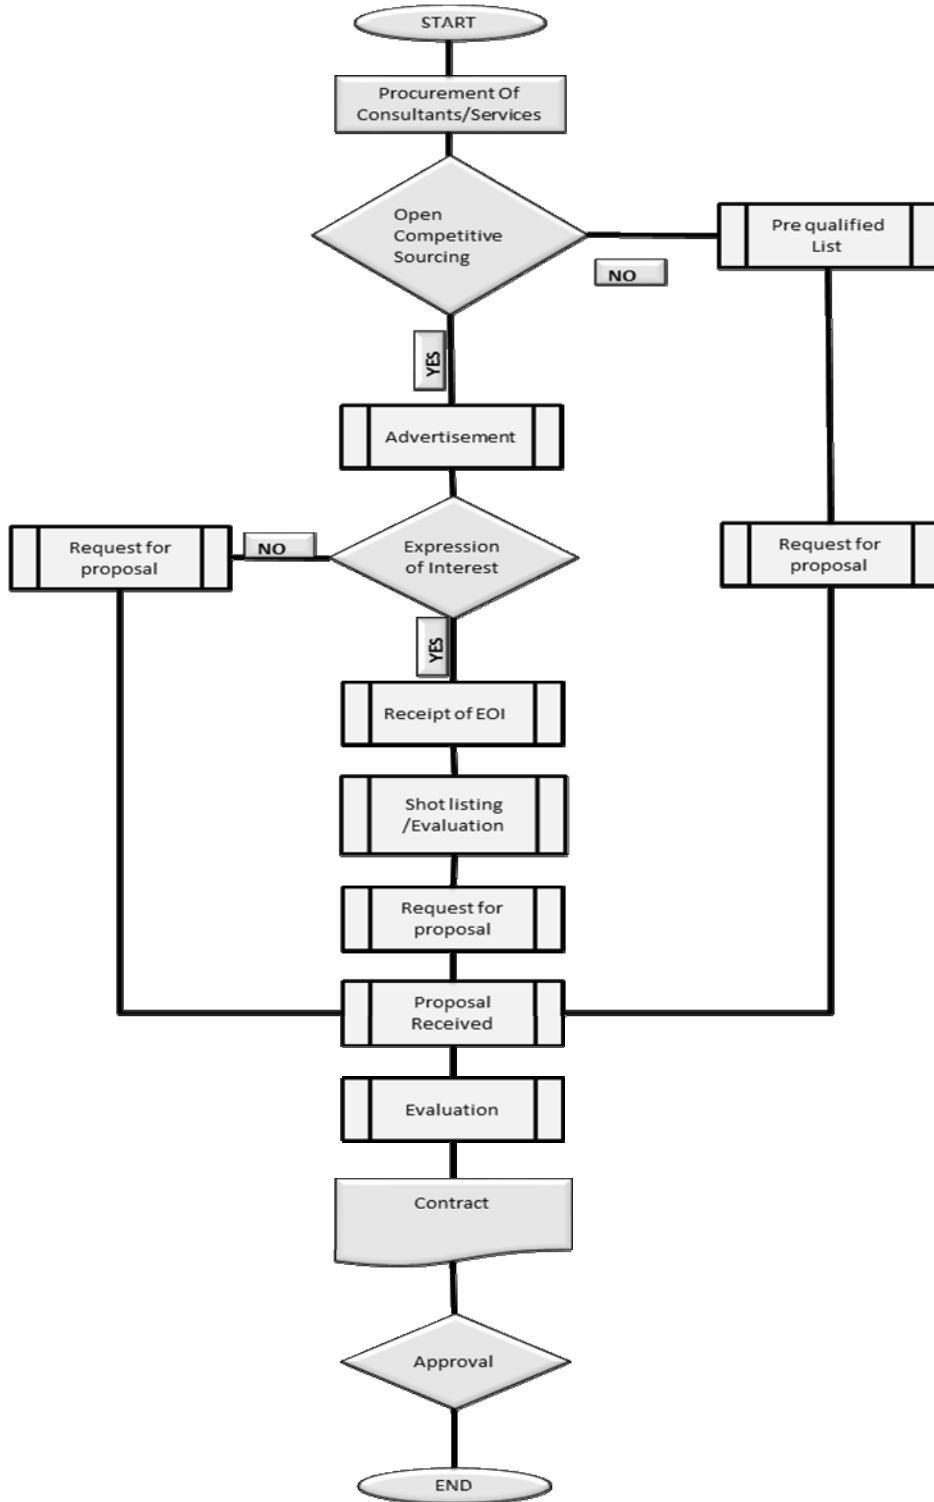 START
Procurement Of
Consultants/Services
Open
Competitive
Sourcing
Pre qualified
List
NO
YES
Advertisement
Request for
proposal
NO
Expression
of Interest
Request for
proposal
YES
Receipt of EOI
Shot listing
/Evaluation
Request for
proposal
Proposal
Received
Evaluation
Contract
Approval
END